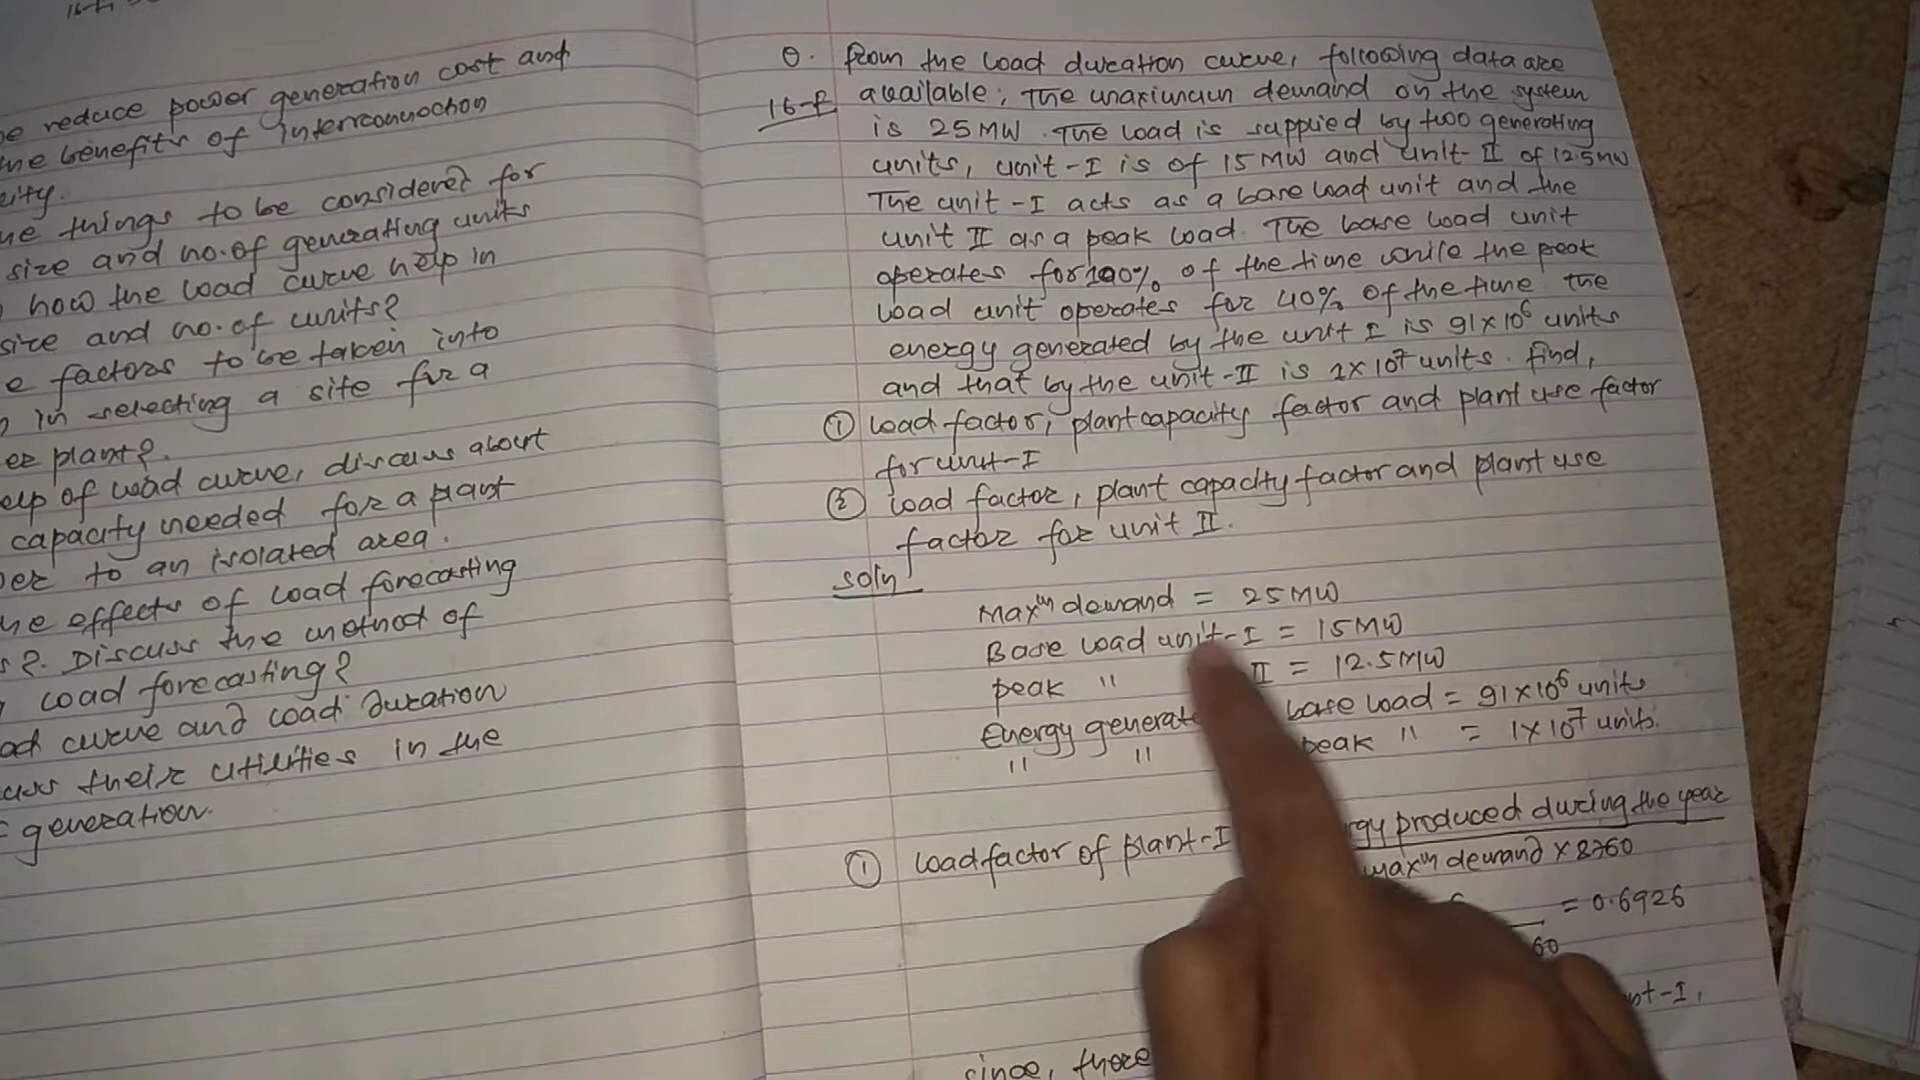 16-f
e reduce power generation cost and
me benefits of interconnochon
city.
ue things to be considered for
size and no. of generating units
how the load curve help in
size and no. of units?
e factors to be taken into
in selecting a site for a
er plant?
elp of load curve, discuss about
capacity needed for a plant
er to an isolated area.
he effects of load forecasting
s?. Discuss the method of
load forecasting?
ad curve and load duration
uss their utilities in the
generation.
Q. from the load duration curve, following data are
16-f available; The maximum demand on the system
is 25MW. The load is supplied by two generating
units, unit-I is of 15 MW and unit-II of 12.5MW
The unit-I acts as a base load unit and the
unit II as a peak load. The base load unit
operates for 100% of the time while the peak
load unit operates for 40% of the time The
energy generated by the unit I is 91×10⁶ units
and that by the unit-II is 1×10⁷ units. find,
① load factor, plant capacity factor and plant use factor
for unit-I
② load factor, plant capacity factor and plant use
factor for unit II.
soln
Maxᵐ demand = 25MW
Base load unit-I = 15MW
peak " II = 12.5MW
Energy generate base load = 91×10⁶ units
" " peak " = 1×10⁷ units.
① load factor of plant-I gy produced during the year
maxᵐ demand × 8760
= 0.6926
60
nt-I,
since, there